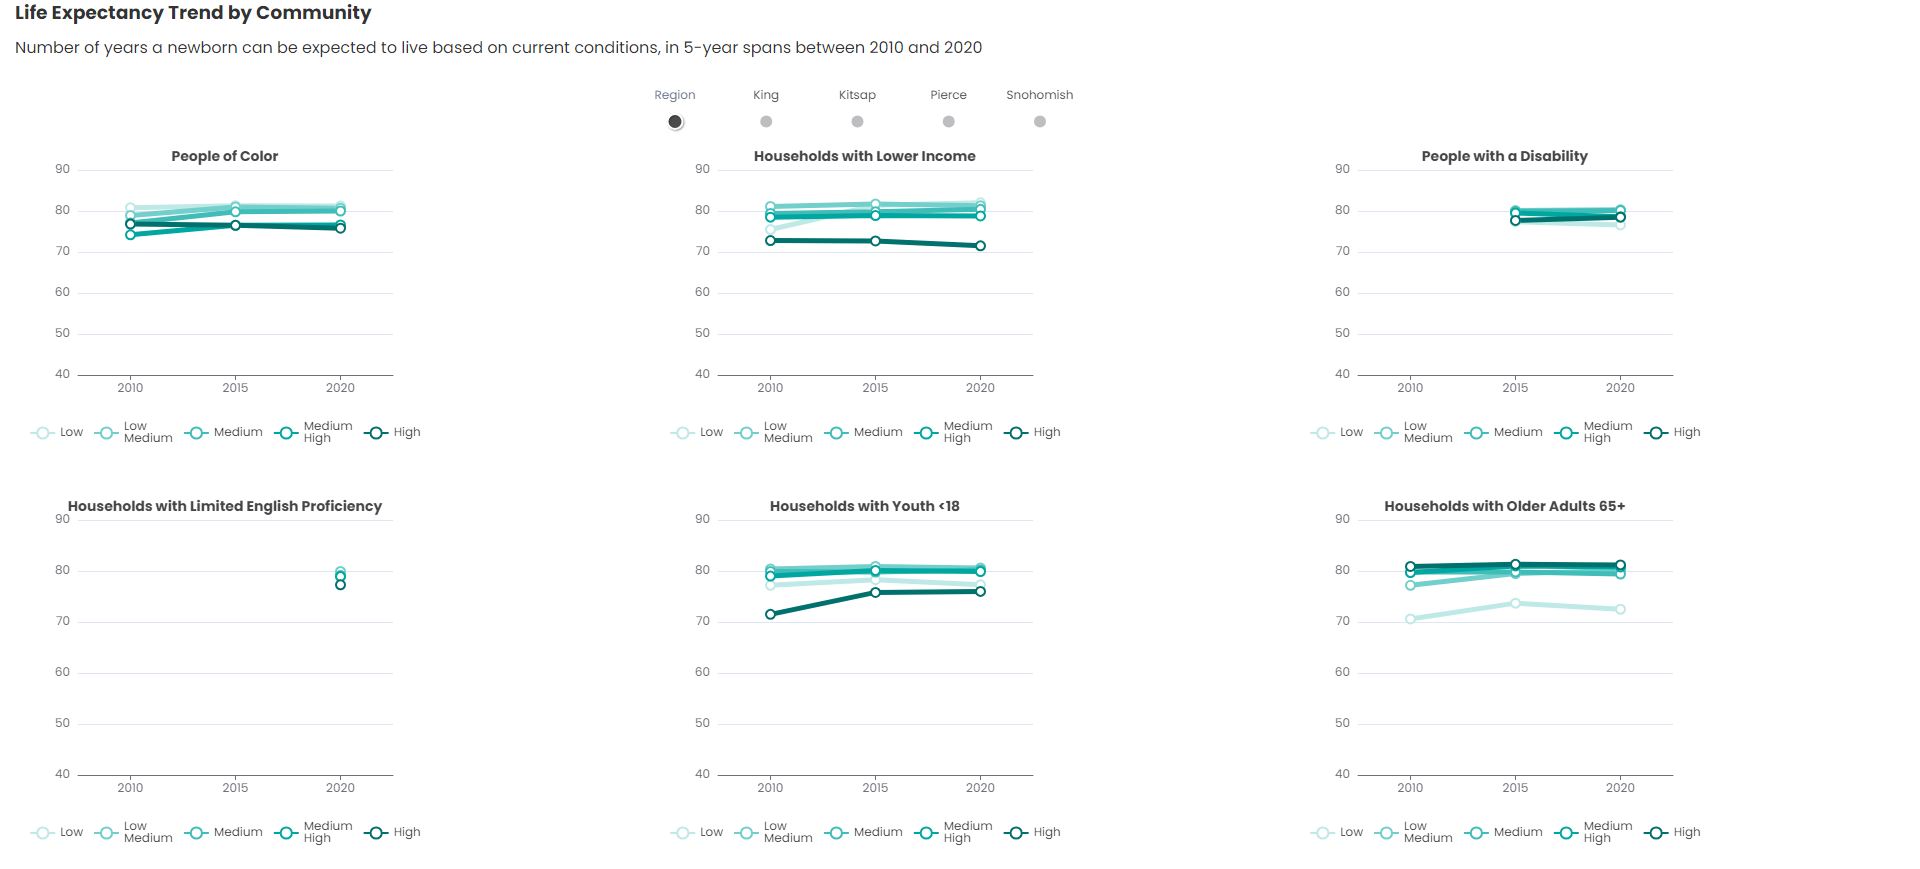 Life Expectancy Trend by Community
Number of years a newborn can be expected to live based on current conditions, in 5-year spans between 2010 and 2020
Region King Kitsap Pierce Snohomish
People of Color
90
80
70
60
50
40
2010 2015 2020
Low Low Medium Medium Medium High High
Households with Lower Income
90
80
70
60
50
40
2010 2015 2020
Low Low Medium Medium Medium High High
People with a Disability
90
80
70
60
50
40
2010 2015 2020
Low Low Medium Medium Medium High High
Households with Limited English Proficiency
90
80
70
60
50
40
2010 2015 2020
Low Low Medium Medium Medium High High
Households with Youth <18
90
80
70
60
50
40
2010 2015 2020
Low Low Medium Medium Medium High High
Households with Older Adults 65+
90
80
70
60
50
40
2010 2015 2020
Low Low Medium Medium Medium High High